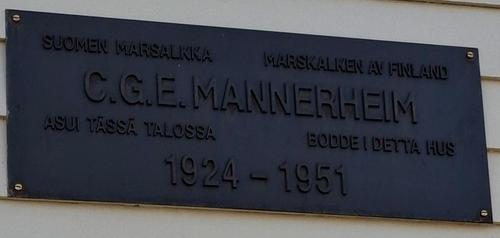 SUOMEN MARSALKKA MARSKALKEN AV FINLAND
C.G.E. MANNERHEIM
ASUI TÄSSÄ TALOSSA BODDE I DETTA HUS
1924 – 1951